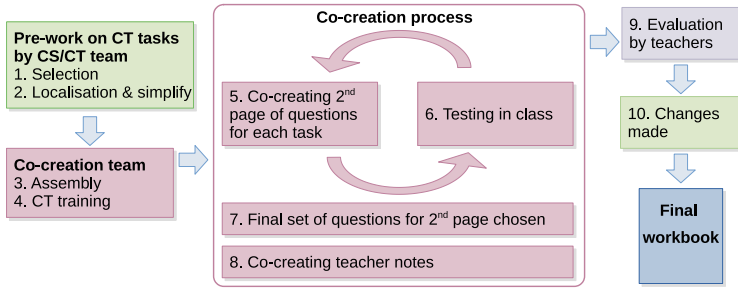 Pre-work on CT tasks
by CS/CT team
1. Selection
2. Localisation & simplify
Co-creation team
3. Assembly
4. CT training
Co-creation process
5. Co-creating 2nd
page of questions
for each task
6. Testing in class
7. Final set of questions for 2nd page chosen
8. Co-creating teacher notes
9. Evaluation
by teachers
10. Changes
made
Final
workbook